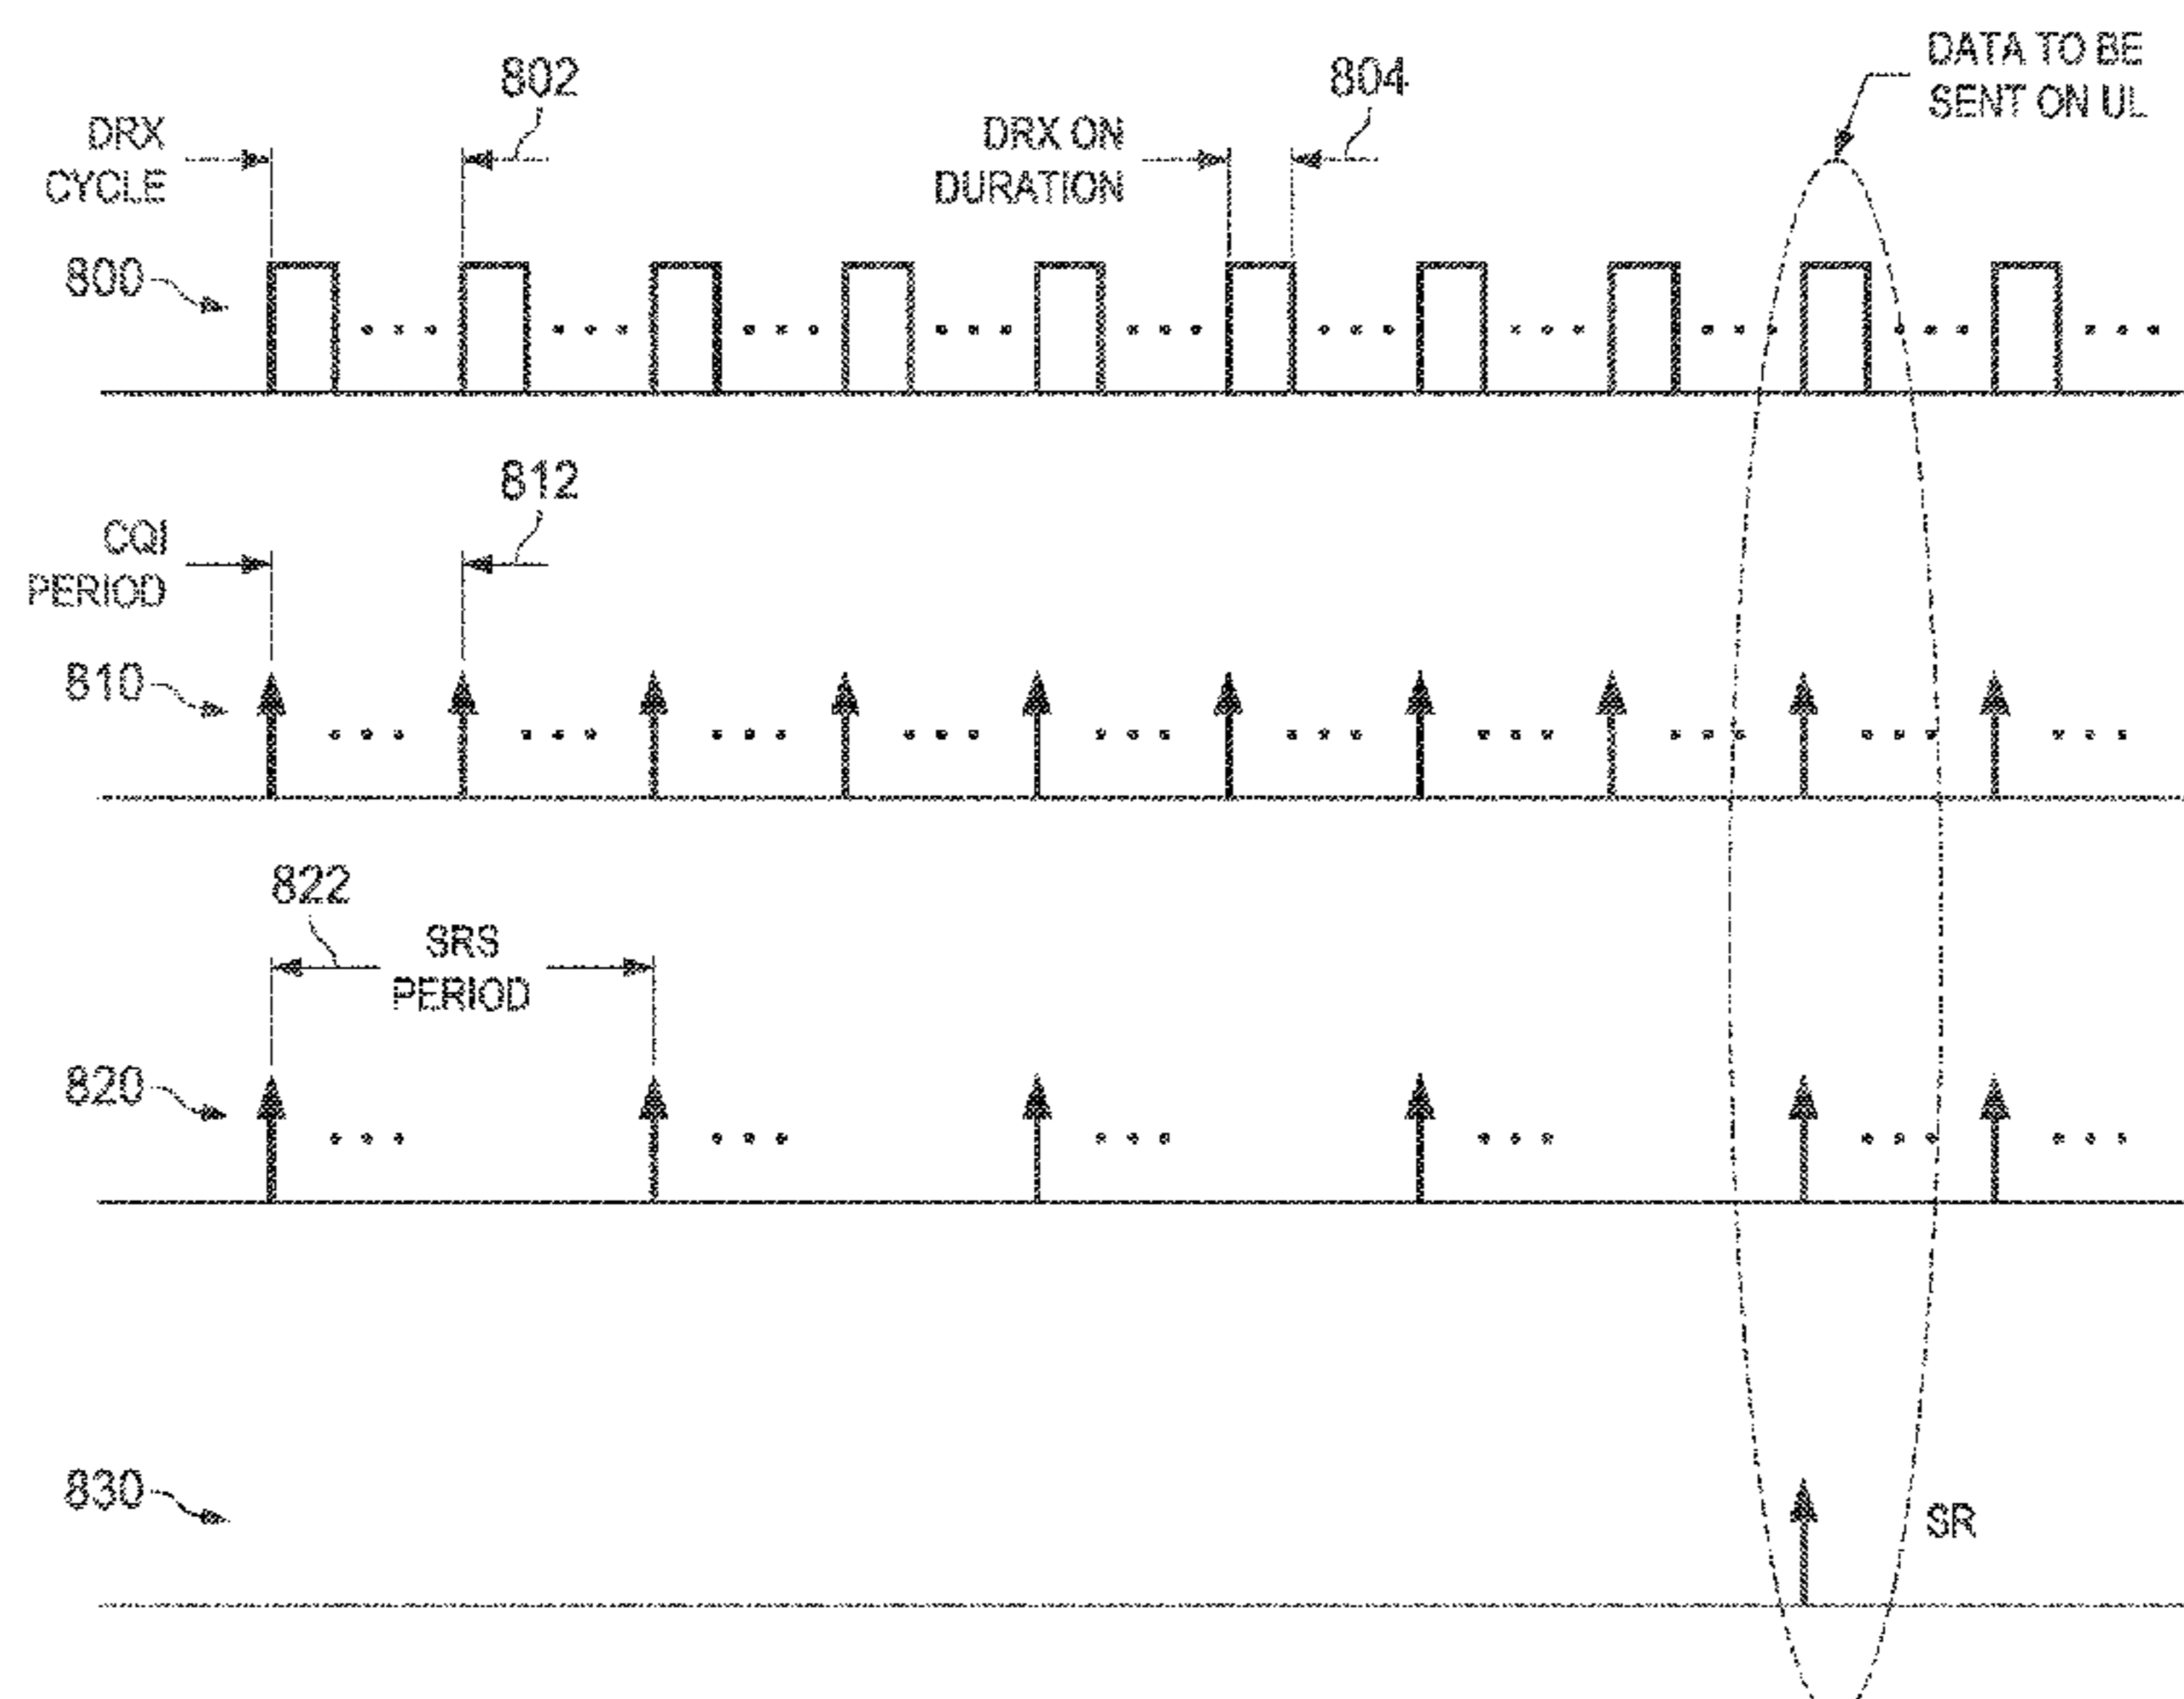 802
804
DATA TO BE
SENT ON UL
DRX
CYCLE
DRX ON
DURATION
800
812
CQI
PERIOD
810
822
SRS
PERIOD
820
830
SR